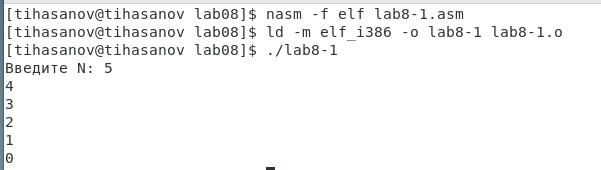 [tihasanov@tihasanov lab08]$ nasm -f elf lab8-1.asm
[tihasanov@tihasanov lab08]$ ld -m elf_i386 -o lab8-1 lab8-1.o
[tihasanov@tihasanov lab08]$ ./lab8-1
Введите N: 5
4
3
2
1
0